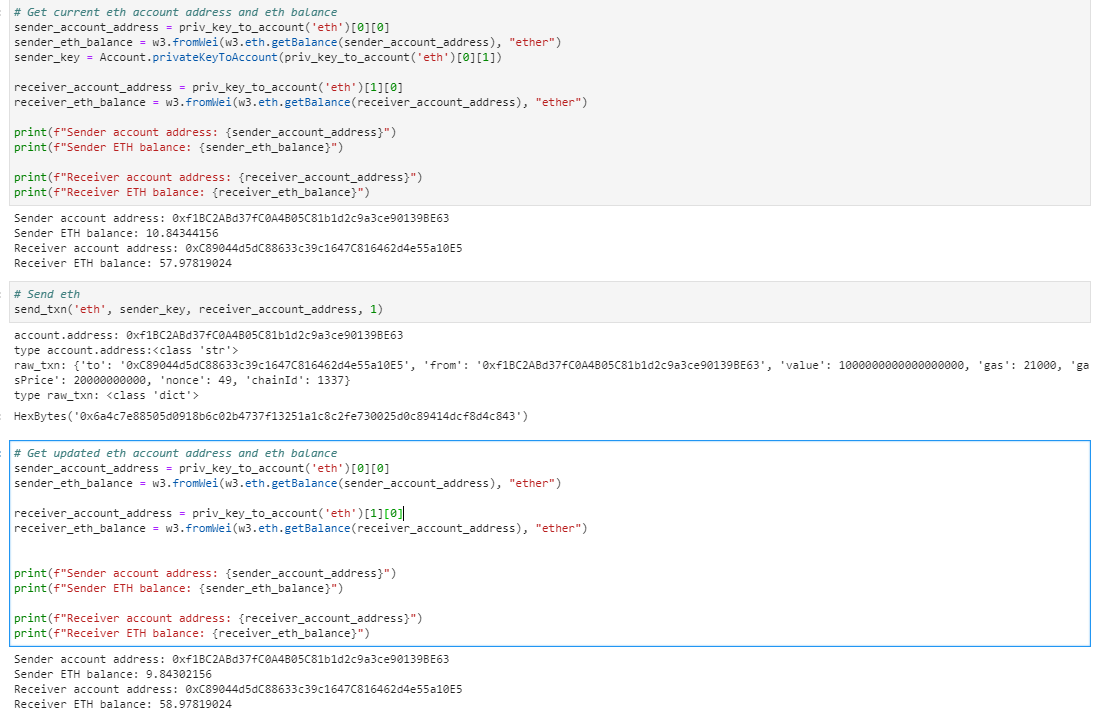 # Get current eth account address and eth balance
sender_account_address = priv_key_to_account('eth')[0][0]
sender_eth_balance = w3.fromWei(w3.eth.getBalance(sender_account_address), "ether")
sender_key = Account.privateKeyToAccount(priv_key_to_account('eth')[0][1])
receiver_account_address = priv_key_to_account('eth')[1][0]
receiver_eth_balance = w3.fromWei(w3.eth.getBalance(receiver_account_address), "ether")
print(f"Sender account address: {sender_account_address}")
print(f"Sender ETH balance: {sender_eth_balance}")
print(f"Receiver account address: {receiver_account_address}")
print(f"Receiver ETH balance: {receiver_eth_balance}")
Sender account address: 0xf1BC2ABd37fC0A4B05C81b1d2c9a3ce90139BE63
Sender ETH balance: 10.84344156
Receiver account address: 0xC89044d5dC88633c39c1647C816462d4e55a10E5
Receiver ETH balance: 57.97819024
# Send eth
send_txn('eth', sender_key, receiver_account_address, 1)
account.address: 0xf1BC2ABd37fC0A4B05C81b1d2c9a3ce90139BE63
type account.address:<class 'str'>
raw_txn: {'to': '0xC89044d5dC88633c39c1647C816462d4e55a10E5', 'from': '0xf1BC2ABd37fC0A4B05C81b1d2c9a3ce90139BE63', 'value': 1000000000000000000, 'gas': 21000, 'ga
sPrice': 20000000000, 'nonce': 49, 'chainId': 1337}
type raw_txn: <class 'dict'>
HexBytes('0x6a4c7e88505d0918b6c02b4737f13251a1c8c2fe730025d0c89414dcf8d4c843')
# Get updated eth account address and eth balance
sender_account_address = priv_key_to_account('eth')[0][0]
sender_eth_balance = w3.fromWei(w3.eth.getBalance(sender_account_address), "ether")
receiver_account_address = priv_key_to_account('eth')[1][0]
receiver_eth_balance = w3.fromWei(w3.eth.getBalance(receiver_account_address), "ether")
print(f"Sender account address: {sender_account_address}")
print(f"Sender ETH balance: {sender_eth_balance}")
print(f"Receiver account address: {receiver_account_address}")
print(f"Receiver ETH balance: {receiver_eth_balance}")
Sender account address: 0xf1BC2ABd37fC0A4B05C81b1d2c9a3ce90139BE63
Sender ETH balance: 9.84302156
Receiver account address: 0xC89044d5dC88633c39c1647C816462d4e55a10E5
Receiver ETH balance: 58.97819024